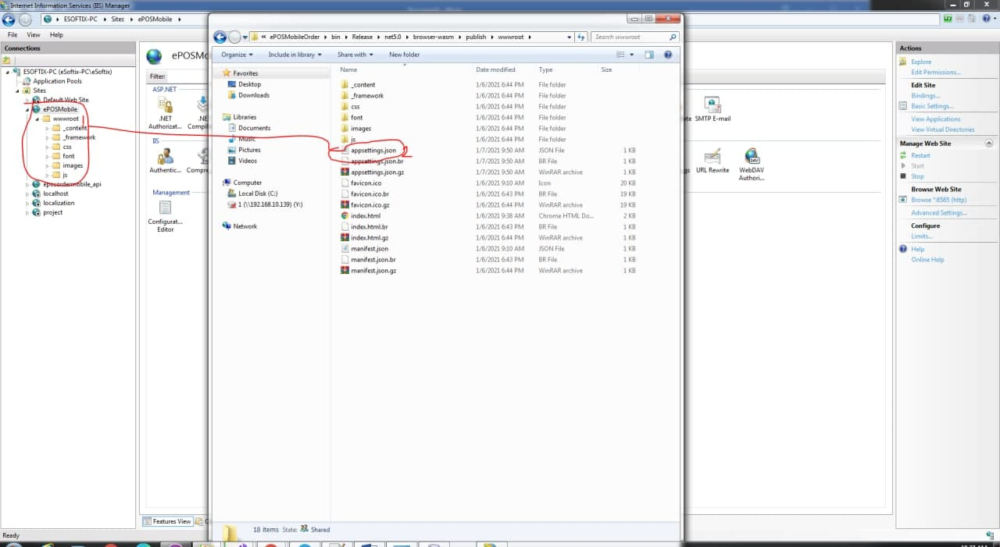 Internet Information Services (IIS) Manager
ESOFTIX-PC Sites ePOSMobile
File View Help
Connections
ESOFTIX-PC (eSoftix-PC\eSoftix)
Application Pools
Sites
Default Web Site
ePOSMobile
wwwroot
_content
_framework
css
font
images
js
eposordermobile_api
localhost
localization
project
Ready
ePOSMo
Filter:
ASP.NET
.NET
Authorizat...
.NE
Compil
IIS
Authentic...
Compre
Management
Configurat...
Editor
Features View
« ePOSMobileOrder bin Release net5.0 browser-wasm publish wwwroot
Search wwwroot
Organize Include in library Share with New folder
Favorites
Desktop
Downloads
Libraries
Documents
Music
Pictures
Videos
Computer
Local Disk (C:)
1 (\\192.168.10.139) (Y:)
Network
Name Date modified Type Size
_content 1/6/2021 6:44 PM File folder
_framework 1/6/2021 6:44 PM File folder
css 1/6/2021 6:44 PM File folder
font 1/6/2021 6:44 PM File folder
images 1/6/2021 6:44 PM File folder
js 1/6/2021 6:44 PM File folder
appsettings.json 1/7/2021 9:50 AM JSON File 1 KB
appsettings.json.br 1/7/2021 9:50 AM BR File 1 KB
appsettings.json.gz 1/7/2021 9:50 AM WinRAR archive 1 KB
favicon.ico 1/6/2021 9:10 AM Icon 20 KB
favicon.ico.br 1/6/2021 6:43 PM BR File 19 KB
favicon.ico.gz 1/6/2021 6:44 PM WinRAR archive 19 KB
index.html 1/6/2021 9:38 AM Chrome HTML Do... 2 KB
index.html.br 1/6/2021 6:43 PM BR File 1 KB
index.html.gz 1/6/2021 6:44 PM WinRAR archive 1 KB
manifest.json 1/6/2021 9:10 AM JSON File 1 KB
manifest.json.br 1/6/2021 6:43 PM BR File 1 KB
manifest.json.gz 1/6/2021 6:44 PM WinRAR archive 1 KB
18 items State: Shared
SMTP E-mail
URL Rewrite
WebDAV
Authori...
Actions
Explore
Edit Permissions...
Edit Site
Bindings...
Basic Settings...
View Applications
View Virtual Directories
Manage Web Site
Restart
Start
Stop
Browse Web Site
Browse *:8585 (http)
Advanced Settings...
Configure
Limits...
Help
Online Help